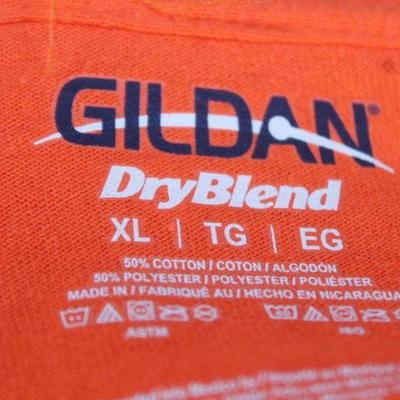 GILDAN®
DryBlend
XL | TG | EG
50% COTTON / COTON / ALGODÓN
50% POLYESTER / POLYESTER / POLIÉSTER
MADE IN / FABRIQUÉ AU / HECHO EN NICARAGUA
ASTM ISO